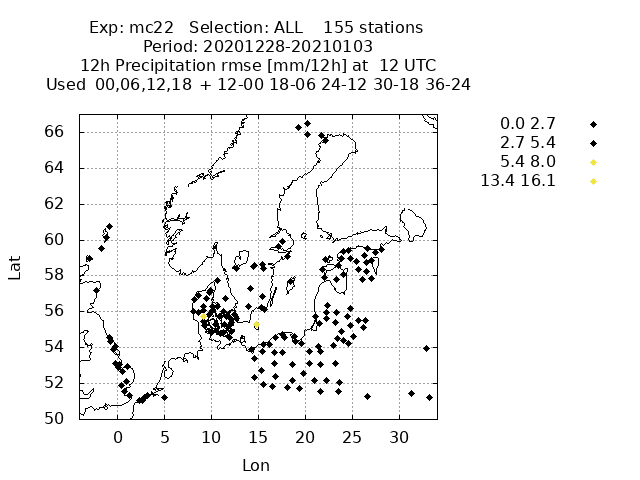 Exp: mc22   Selection: ALL    155 stations
Period: 20201228-20210103
12h Precipitation rmse [mm/12h] at  12 UTC
Used  00,06,12,18  + 12-00 18-06 24-12 30-18 36-24
0.0 2.7
2.7 5.4
5.4 8.0
13.4 16.1
66
64
62
60
58
56
54
52
50
Lat
0 5 10 15 20 25 30
Lon